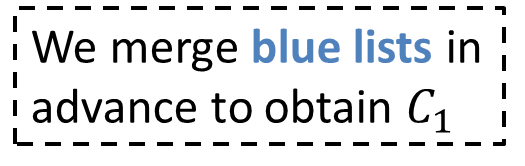 We merge blue lists in
advance to obtain C₁